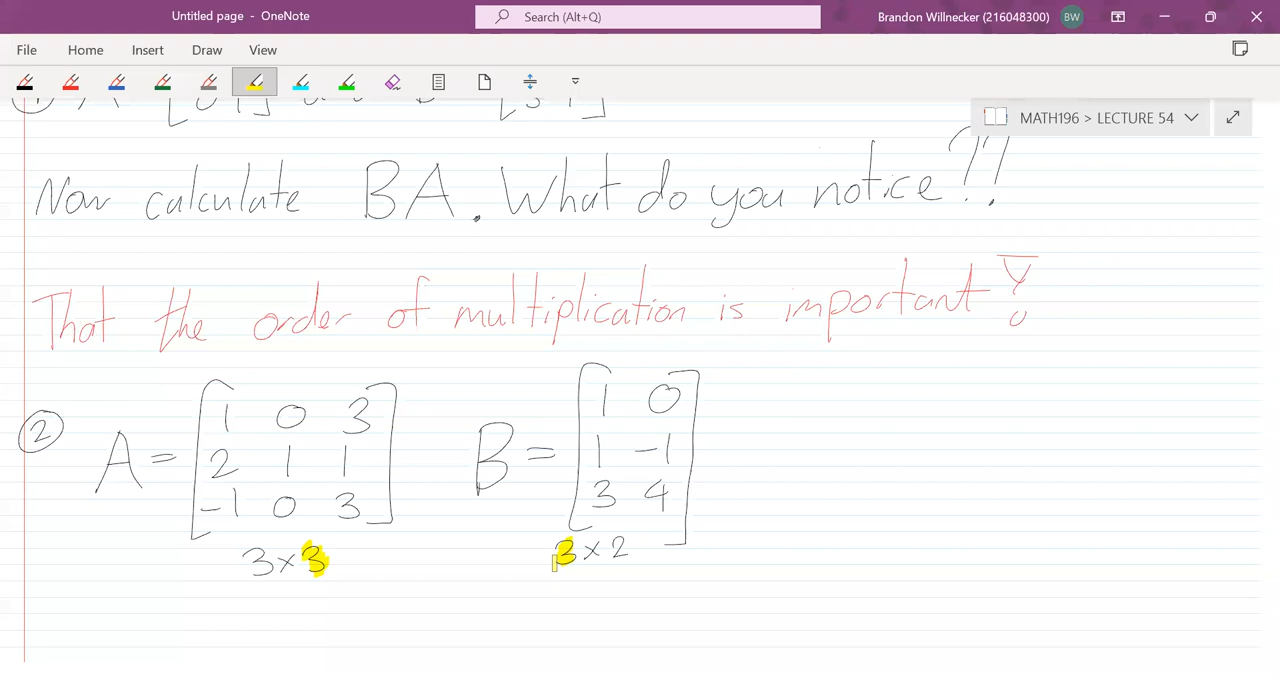 Untitled page - OneNote
Search (Alt+Q)
Brandon Willnecker (216048300)
BW
File Home Insert Draw View
MATH196 > LECTURE 54
Now calculate BA. What do you notice??
That the order of multiplication is important!
② A = [1 0 3
2 1 1
-1 0 3]
3×3
B = [1 0
1 -1
3 4]
3×2